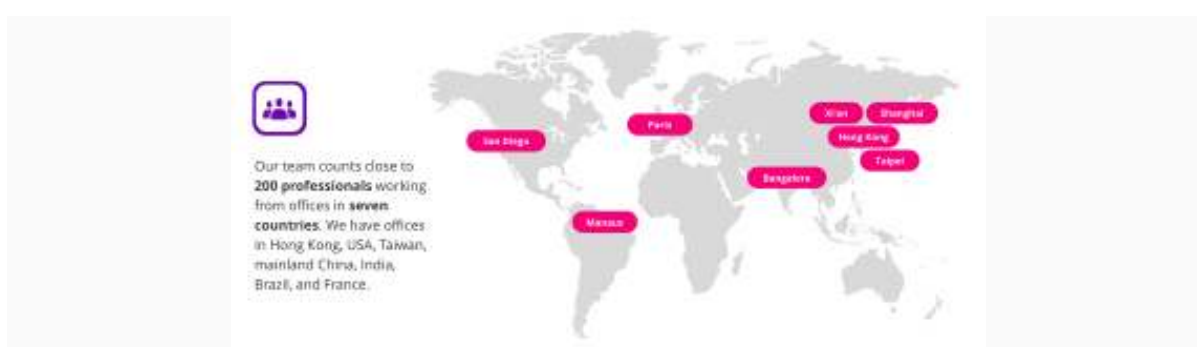 Xi'an
Shanghai
Paris
San Diego
Hong Kong
Our team counts close to
200 professionals working
from offices in seven
countries. We have offices
in Hong Kong, USA, Taiwan,
mainland China, India,
Brazil, and France.
Taipei
Bangalore
Manaus